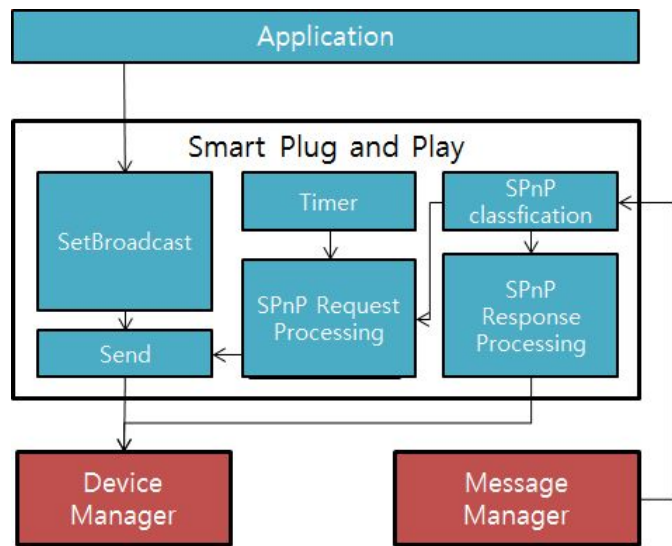 Application
Smart Plug and Play
SetBroadcast
Timer
SPnP
classfication
SPnP Request
Processing
SPnP
Response
Processing
Send
Device
Manager
Message
Manager